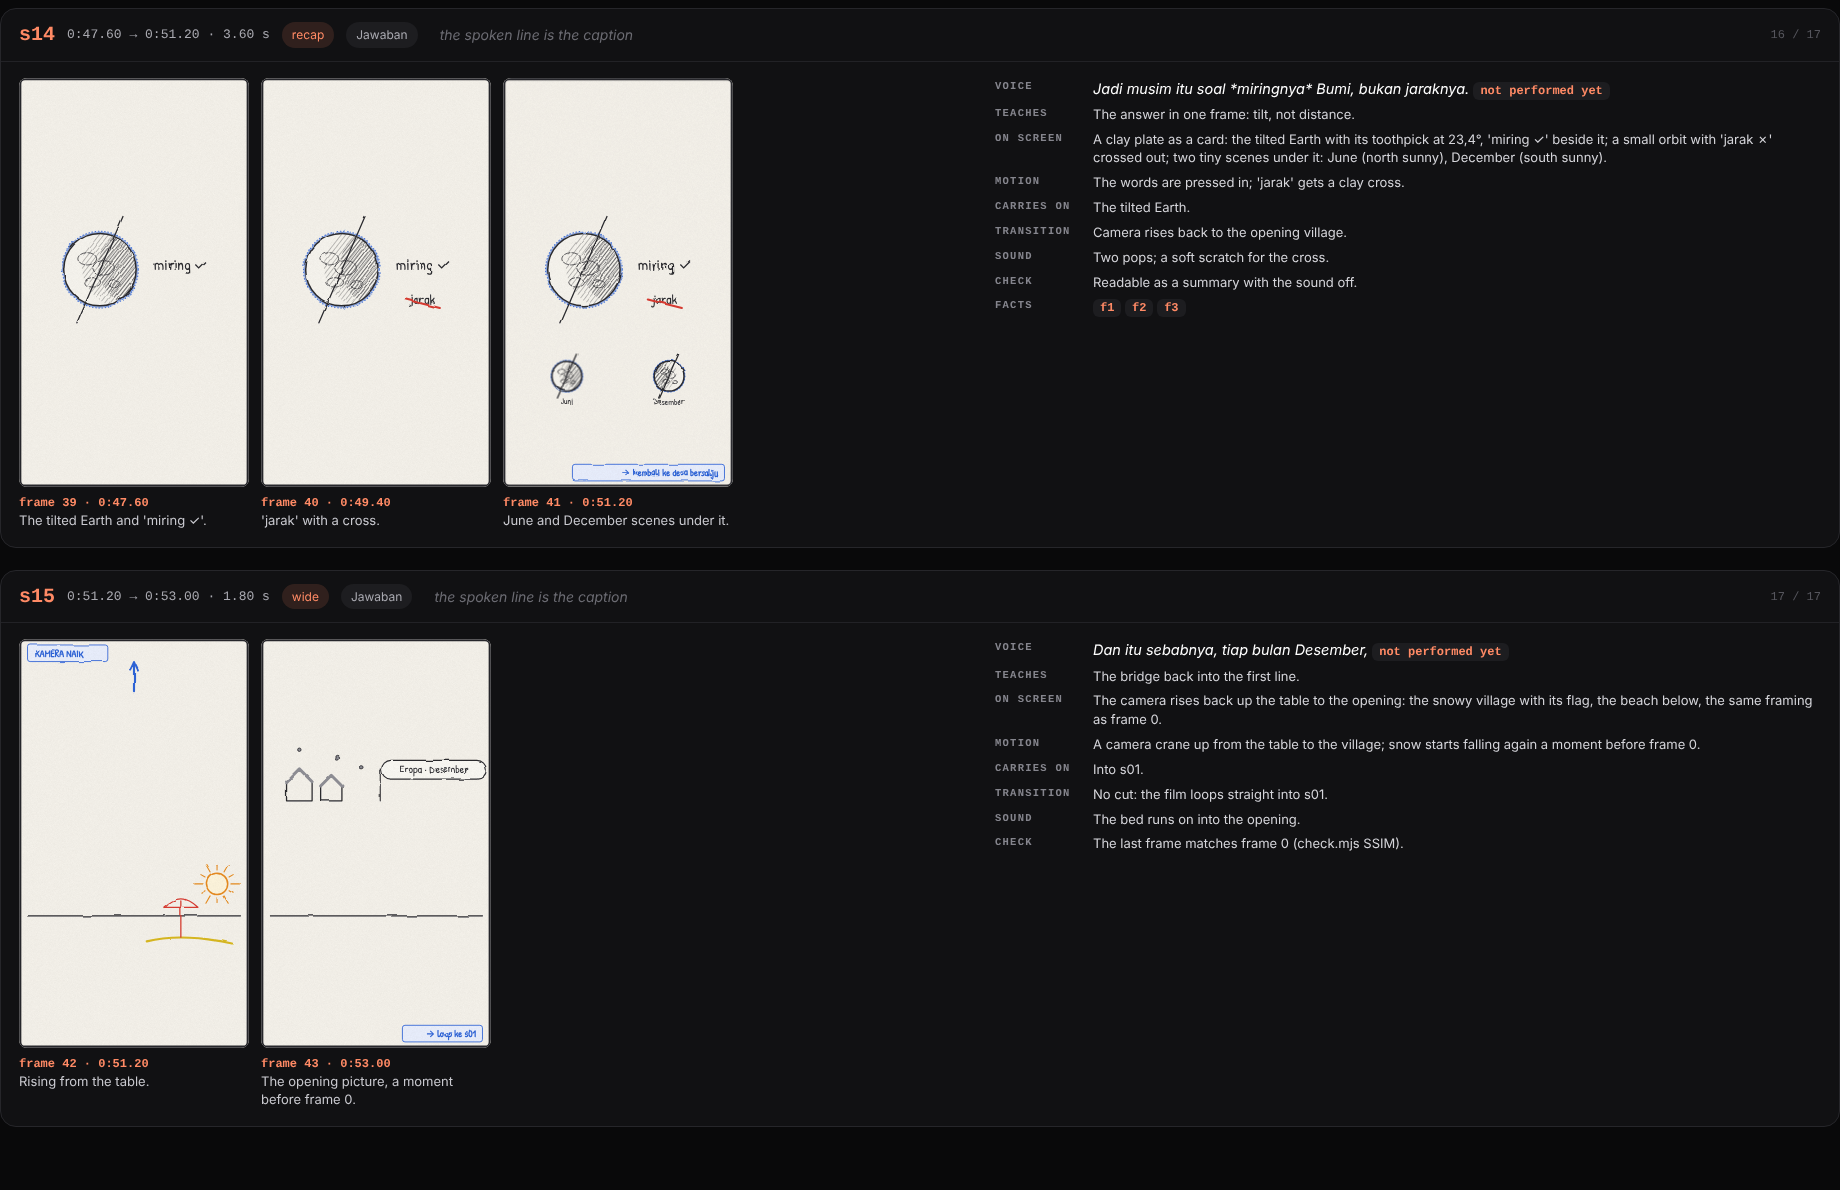 s14 0:47.60 → 0:51.20 · 3.60 s recap Jawaban the spoken line is the caption 16 / 17
miring ✓
miring ✓
jarak
miring ✓
jarak
Juni Desember
→ kembali ke desa bersalju
frame 39 · 0:47.60
The tilted Earth and 'miring ✓'.
frame 40 · 0:49.40
'jarak' with a cross.
frame 41 · 0:51.20
June and December scenes under it.
VOICE Jadi musim itu soal *miringnya* Bumi, bukan jaraknya. not performed yet
TEACHES The answer in one frame: tilt, not distance.
ON SCREEN A clay plate as a card: the tilted Earth with its toothpick at 23,4°, 'miring ✓' beside it; a small orbit with 'jarak ×'
crossed out; two tiny scenes under it: June (north sunny), December (south sunny).
MOTION The words are pressed in; 'jarak' gets a clay cross.
CARRIES ON The tilted Earth.
TRANSITION Camera rises back to the opening village.
SOUND Two pops; a soft scratch for the cross.
CHECK Readable as a summary with the sound off.
FACTS f1 f2 f3
s15 0:51.20 → 0:53.00 · 1.80 s wide Jawaban the spoken line is the caption 17 / 17
KAMERA NAIK
Eropa · Desember
→ loop ke s01
frame 42 · 0:51.20
Rising from the table.
frame 43 · 0:53.00
The opening picture, a moment
before frame 0.
VOICE Dan itu sebabnya, tiap bulan Desember, not performed yet
TEACHES The bridge back into the first line.
ON SCREEN The camera rises back up the table to the opening: the snowy village with its flag, the beach below, the same framing
as frame 0.
MOTION A camera crane up from the table to the village; snow starts falling again a moment before frame 0.
CARRIES ON Into s01.
TRANSITION No cut: the film loops straight into s01.
SOUND The bed runs on into the opening.
CHECK The last frame matches frame 0 (check.mjs SSIM).